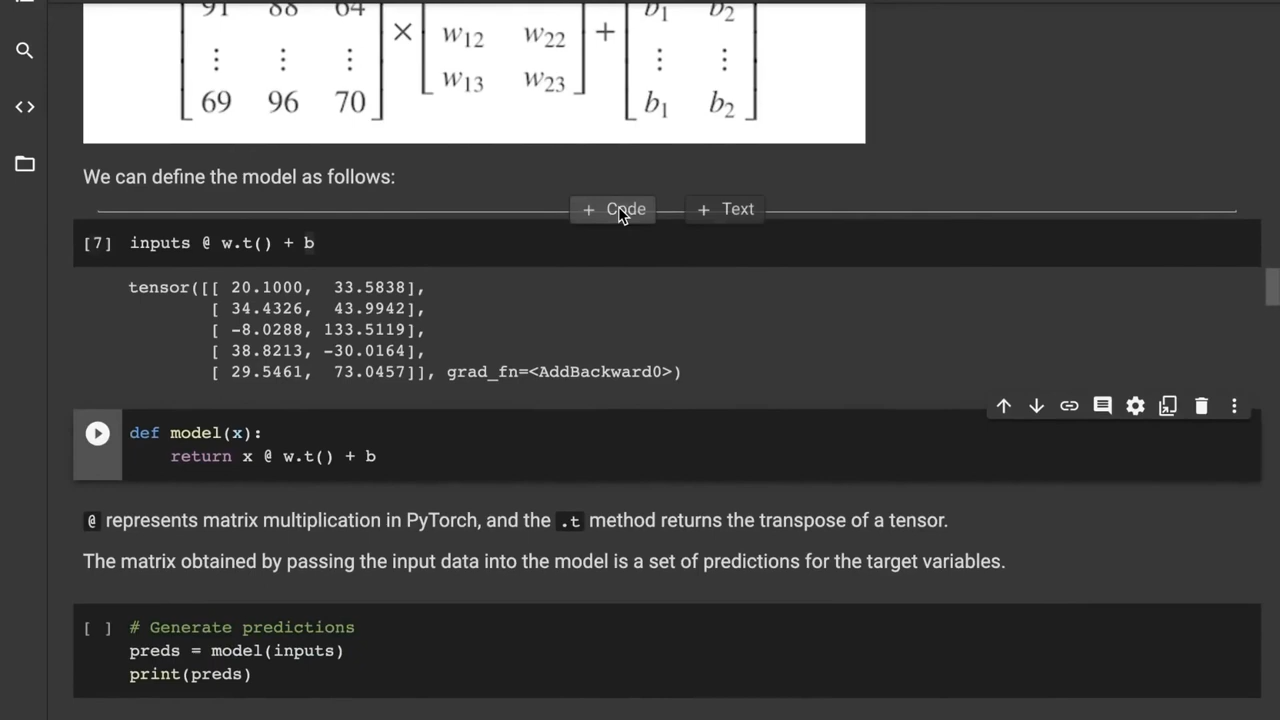 91 88 64 b1 b2
× w12 w22 +
⋮ ⋮ ⋮ ⋮ ⋮
w13 w23
69 96 70 b1 b2
We can define the model as follows:
+ Code + Text
[7] inputs @ w.t() + b
tensor([[ 20.1000, 33.5838],
[ 34.4326, 43.9942],
[ -8.0288, 133.5119],
[ 38.8213, -30.0164],
[ 29.5461, 73.0457]], grad_fn=<AddBackward0>)
def model(x):
return x @ w.t() + b
@ represents matrix multiplication in PyTorch, and the .t method returns the transpose of a tensor.
The matrix obtained by passing the input data into the model is a set of predictions for the target variables.
[ ] # Generate predictions
preds = model(inputs)
print(preds)